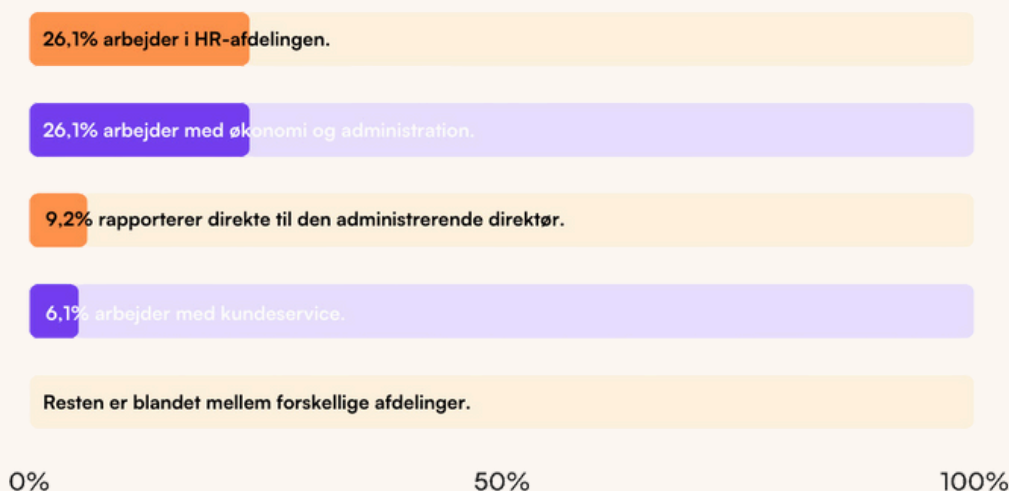 26,1% arbejder i HR-afdelingen.
26,1% arbejder med økonomi og administration.
9,2% rapporterer direkte til den administrerende direktør.
6,1% arbejder med kundeservice.
Resten er blandet mellem forskellige afdelinger.
0% 50% 100%